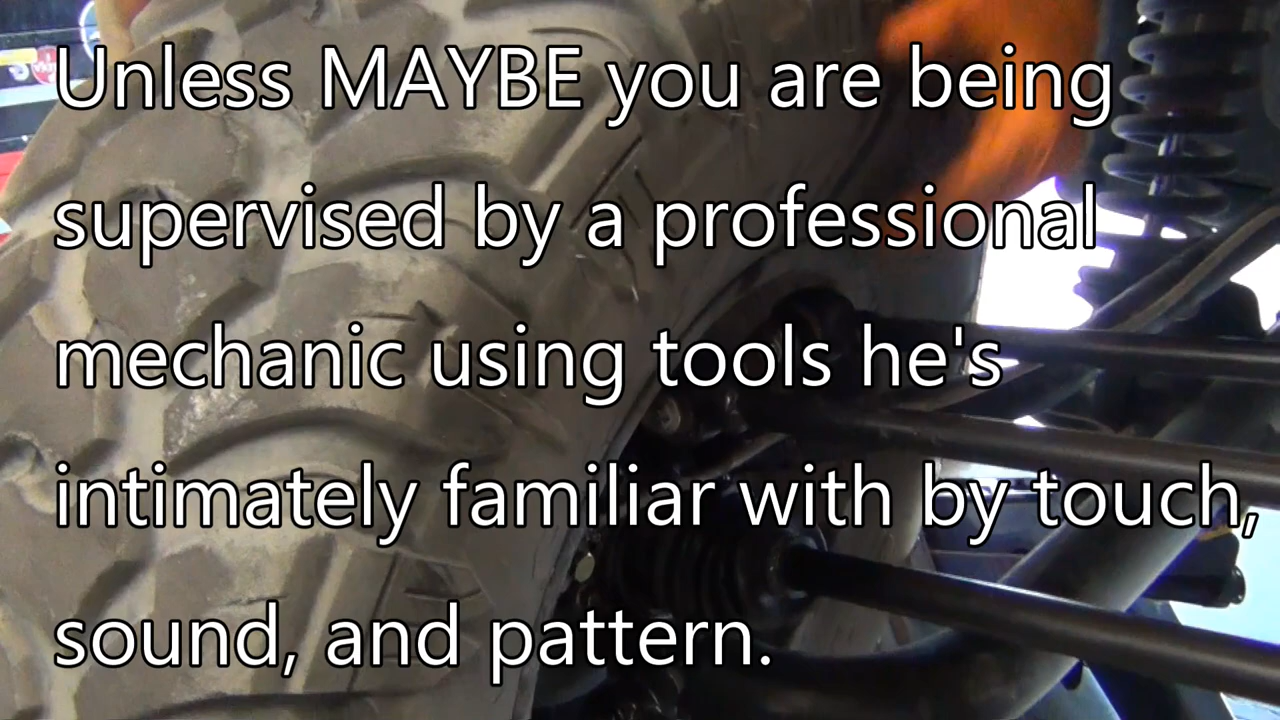 Unless MAYBE you are being
supervised by a professional
mechanic using tools he's
intimately familiar with by touch,
sound, and pattern.